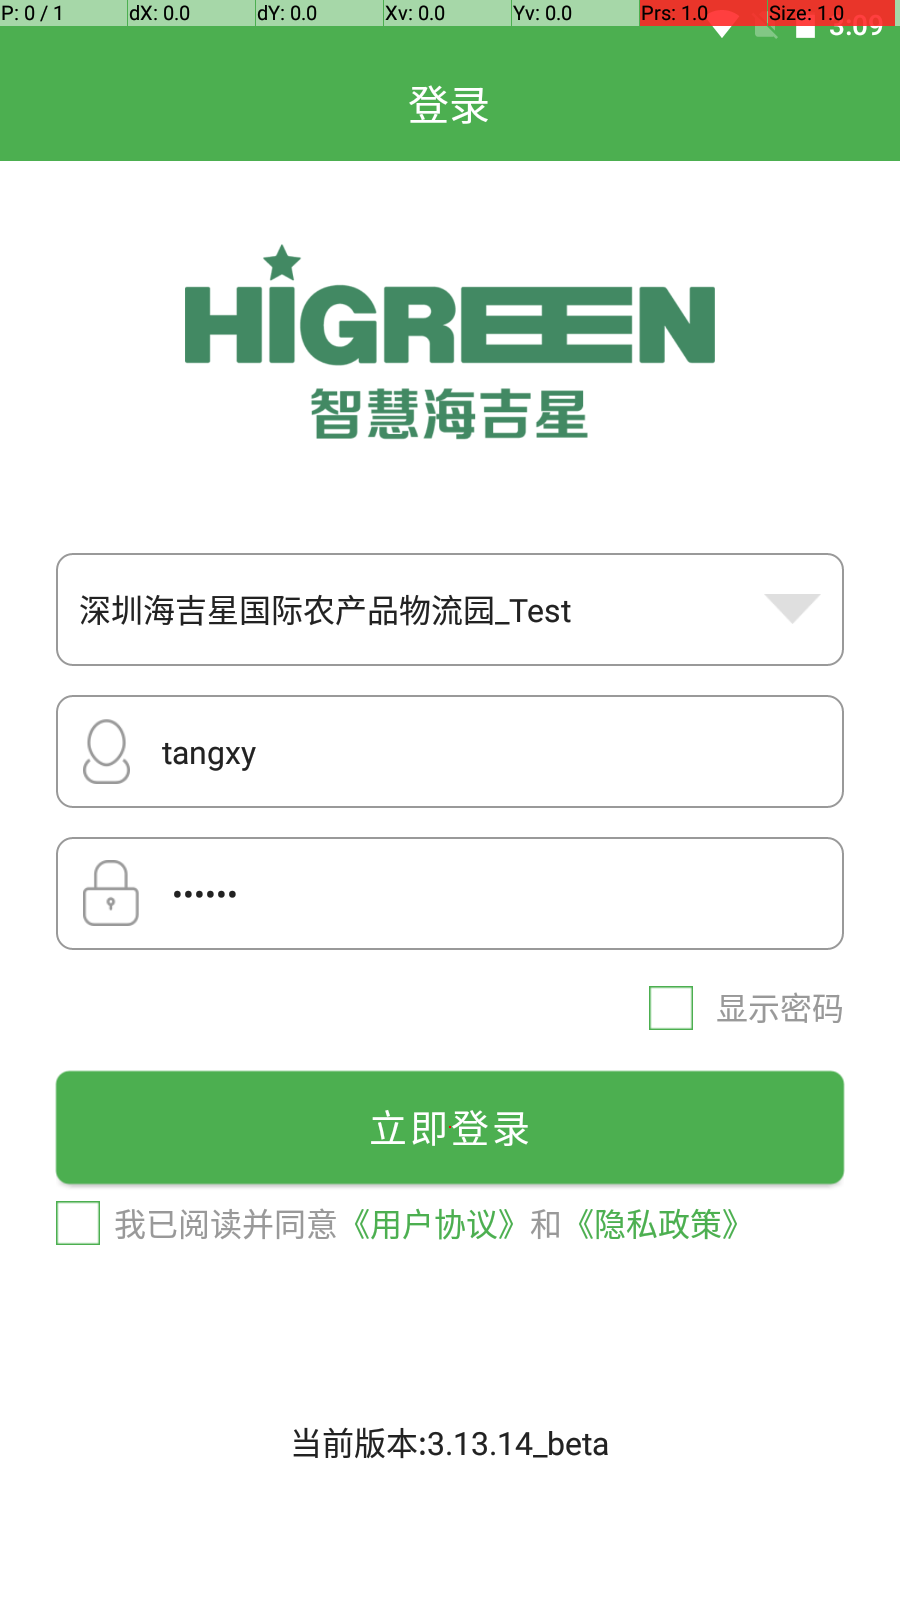 P: 0 / 1 dX: 0.0 dY: 0.0 Xv: 0.0 Yv: 0.0 Prs: 1.0 Size: 1.0
3:09
登录
HiGREEN
智慧海吉星
深圳海吉星国际农产品物流园_Test
tangxy
••••••
显示密码
立即登录
我已阅读并同意《用户协议》和《隐私政策》
当前版本:3.13.14_beta